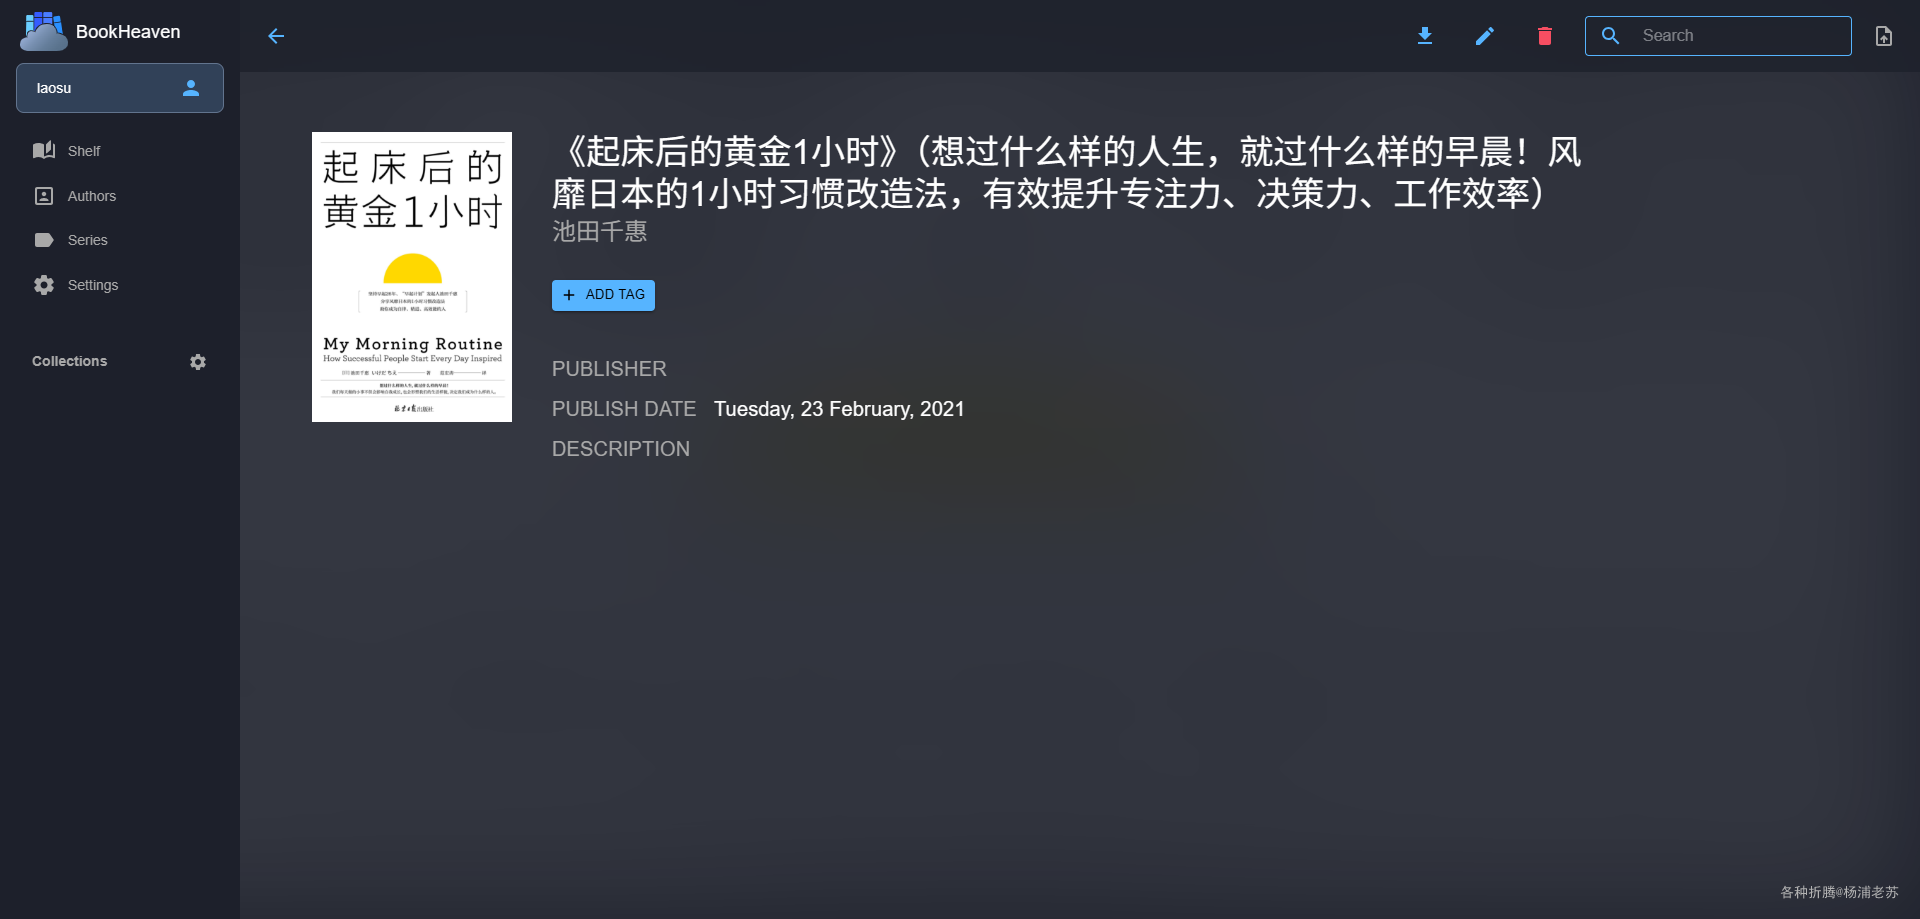 BookHeaven
laosu
Shelf
Authors
Series
Settings
Collections
Search
起床后的
黄金1小时
My Morning Routine
How Successful People Start Every Day Inspired
《起床后的黄金1小时》（想过什么样的人生，就过什么样的早晨！风
靡日本的1小时习惯改造法，有效提升专注力、决策力、工作效率）
池田千惠
ADD TAG
PUBLISHER
PUBLISH DATE Tuesday, 23 February, 2021
DESCRIPTION
各种折腾@杨浦老苏